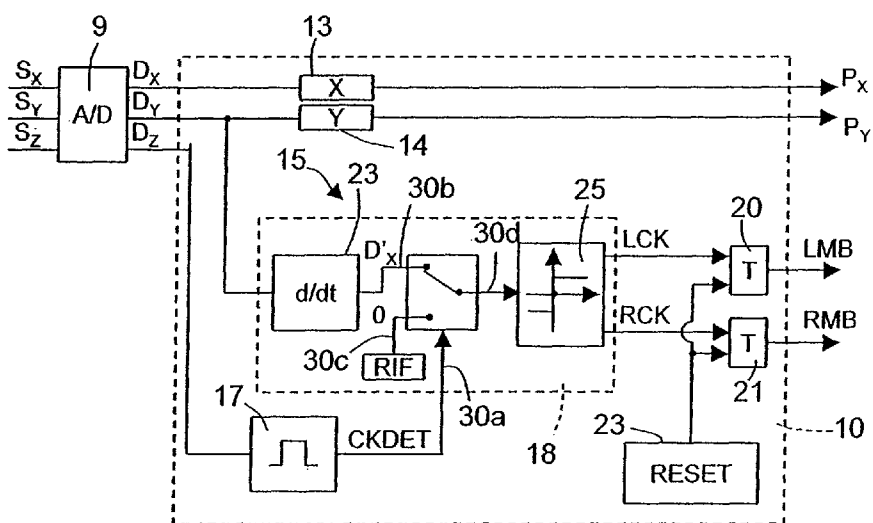 9
13
S_X
D_X
X
P_X
S_Y
A/D
D_Y
Y
P_Y
S_Z
D_Z
14
15
23
30b
25
20
D'_X
30d
LCK
T
LMB
d/dt
0
RCK
T
RMB
30c
RIF
30a
21
17
18
10
CKDET
23
RESET